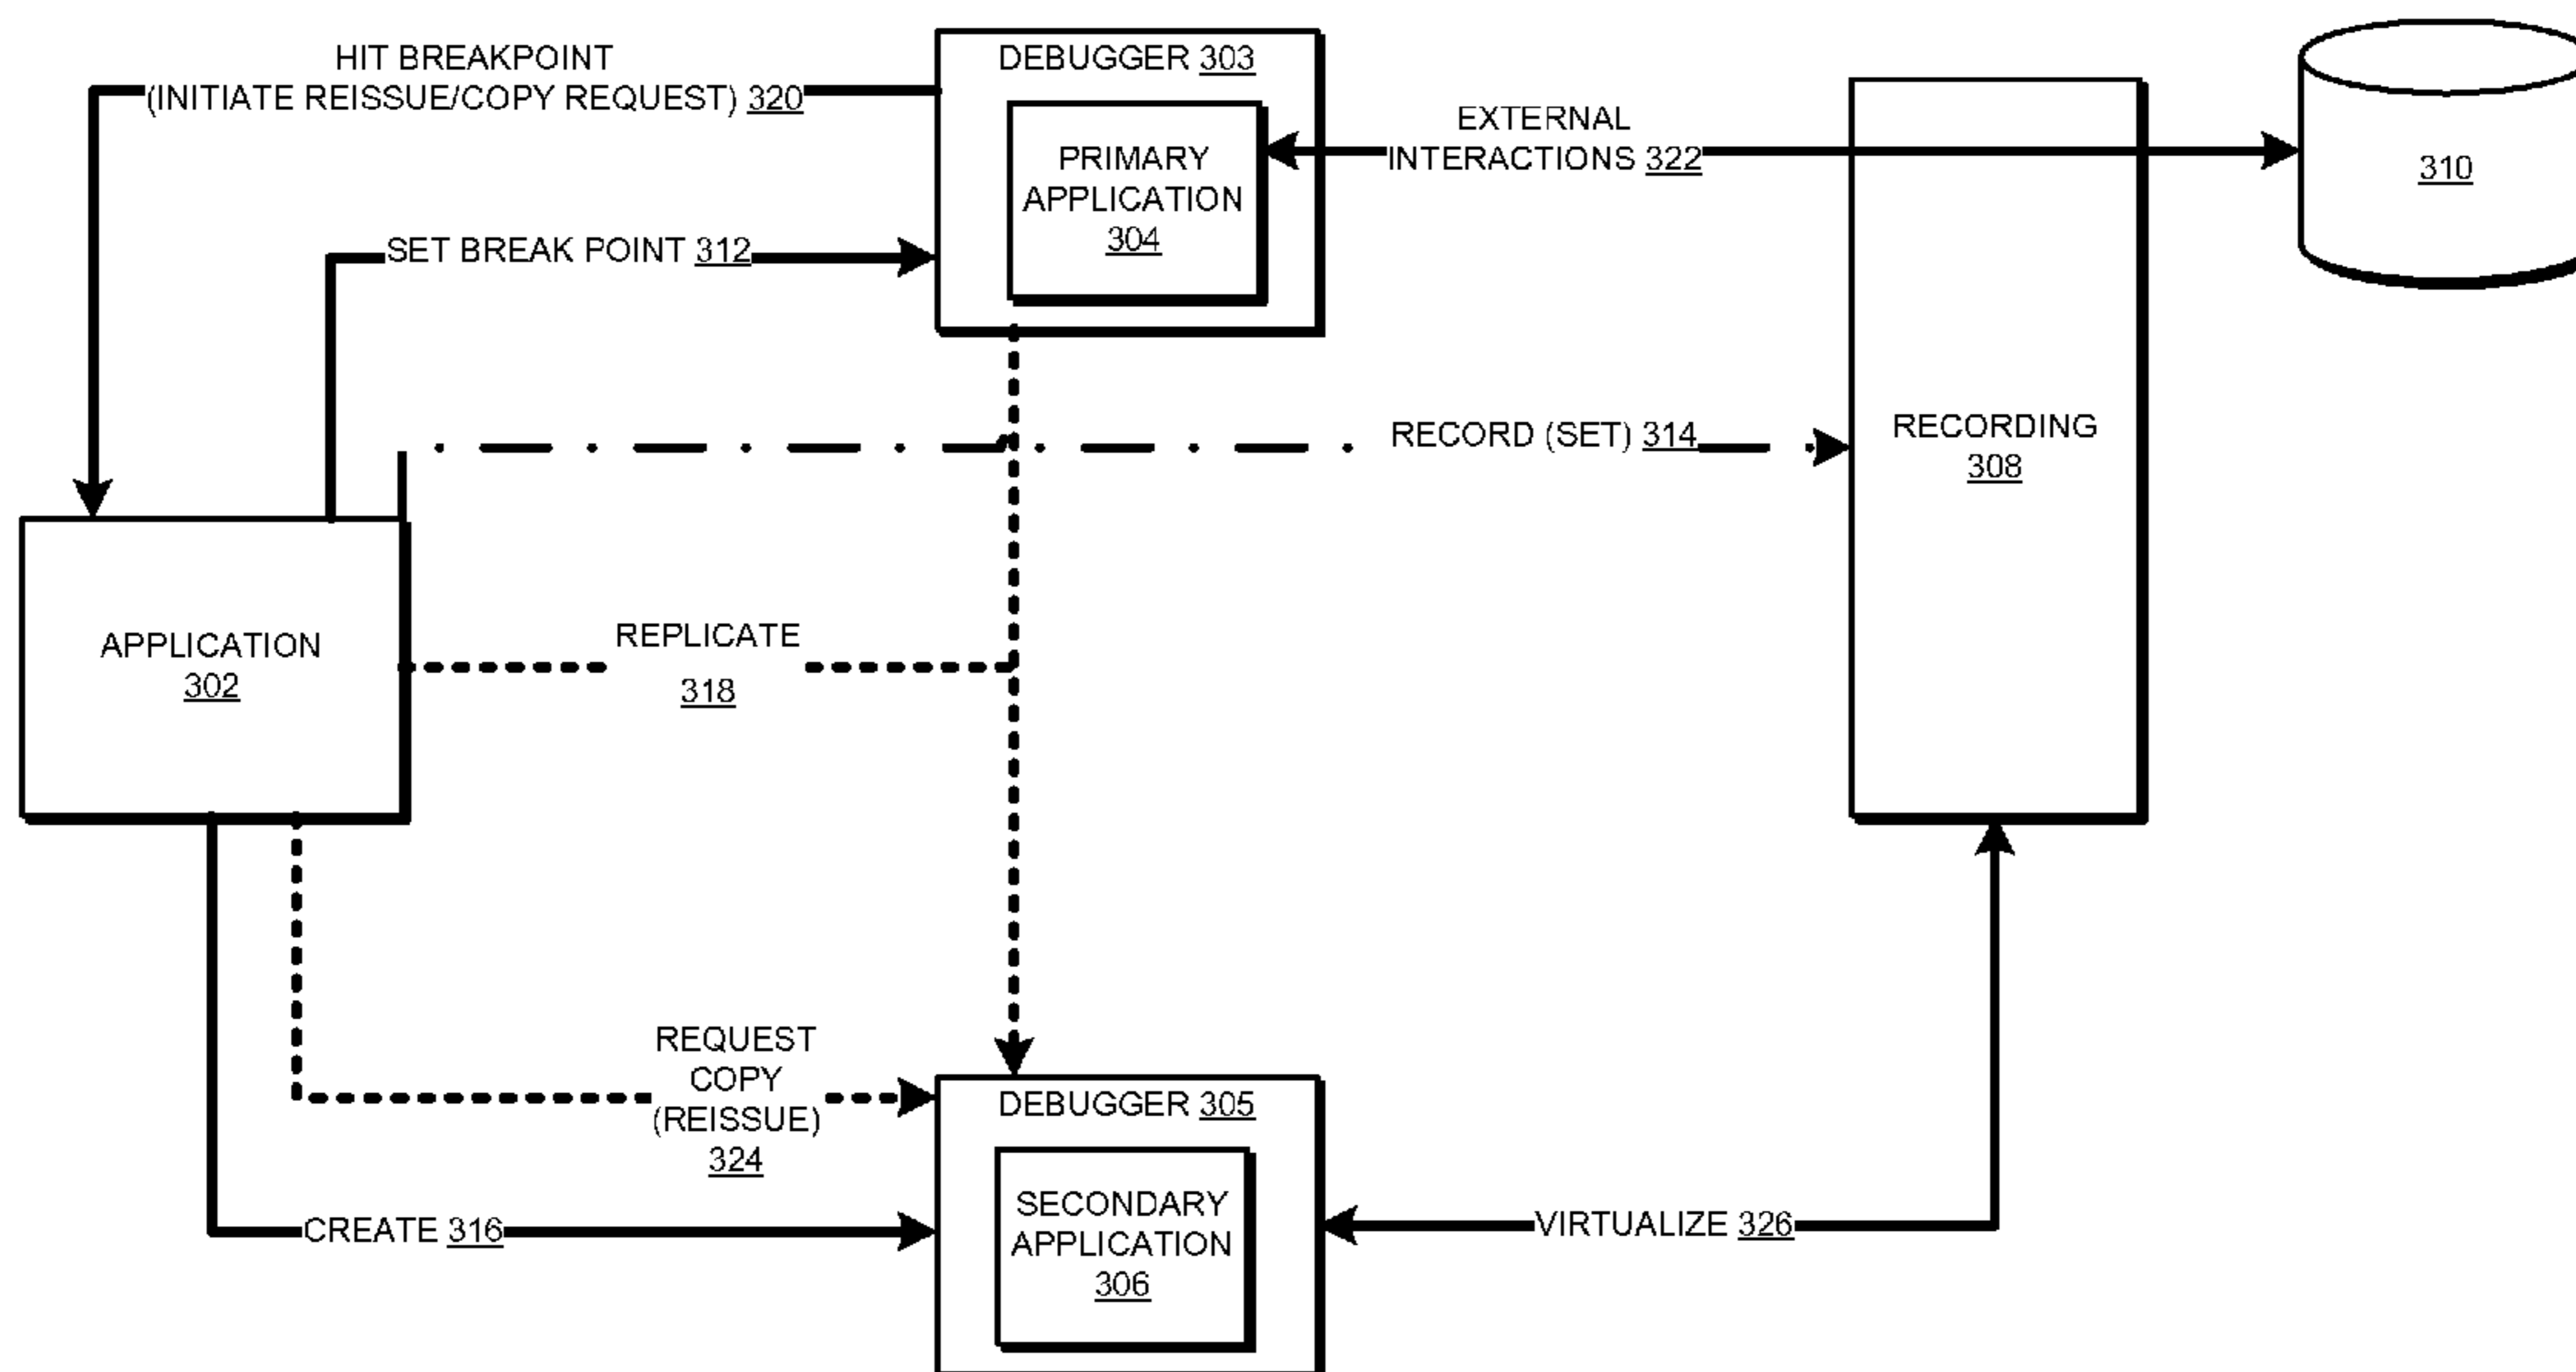 HIT BREAKPOINT
(INITIATE REISSUE/COPY REQUEST) 320
DEBUGGER 303
PRIMARY
APPLICATION
304
EXTERNAL
INTERACTIONS 322
310
SET BREAK POINT 312
RECORD (SET) 314
RECORDING
308
APPLICATION
302
REPLICATE
318
REQUEST
COPY
(REISSUE)
324
DEBUGGER 305
SECONDARY
APPLICATION
306
CREATE 316
VIRTUALIZE 326